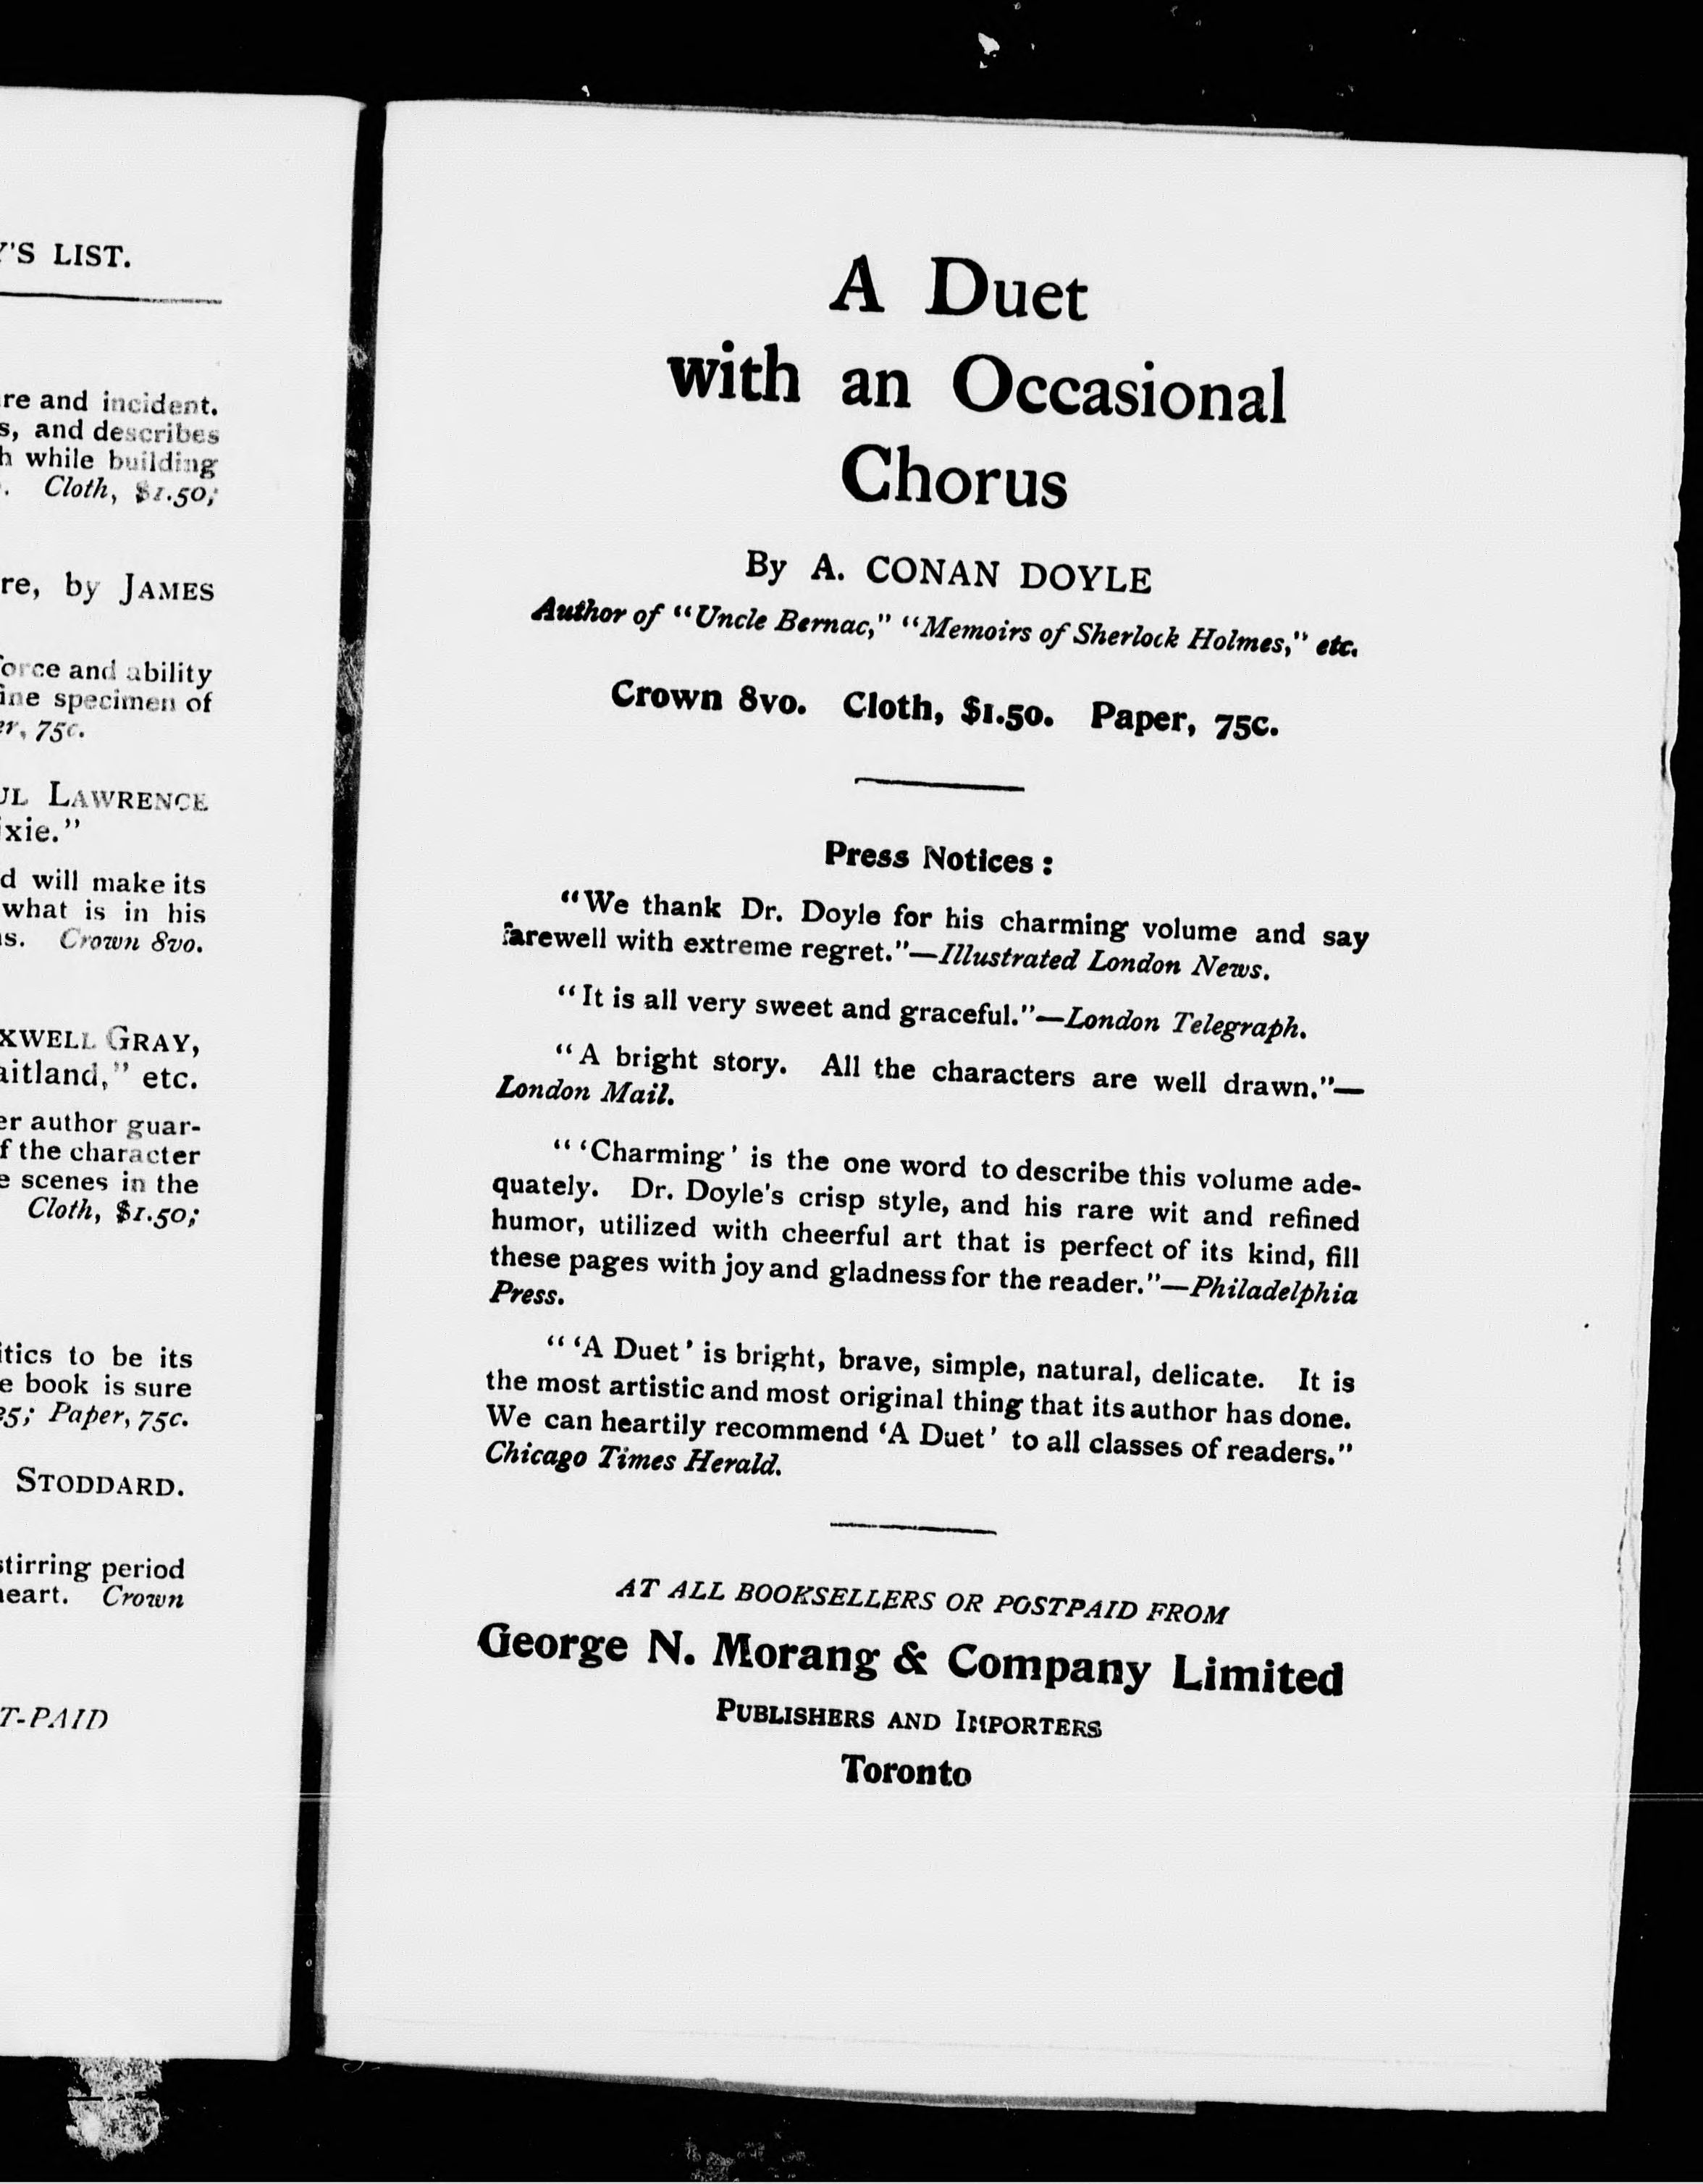 'S LIST.
re and incident.
s, and describes
h while building
. Cloth, $1.50;
re, by JAMES
orce and ability
ine specimen of
er, 75c.
UL LAWRENCE
ixie."
d will make its
what is in his
s. Crown 8vo.
XWELL GRAY,
aitland," etc.
er author guar-
f the character
e scenes in the
Cloth, $1.50;
itics to be its
e book is sure
25; Paper, 75c.
STODDARD.
stirring period
heart. Crown
T-PAID
A Duet
with an Occasional
Chorus
By A. CONAN DOYLE
Author of "Uncle Bernac," "Memoirs of Sherlock Holmes," etc.
Crown 8vo. Cloth, $1.50. Paper, 75c.
Press Notices:
"We thank Dr. Doyle for his charming volume and say
farewell with extreme regret."—Illustrated London News.
"It is all very sweet and graceful."—London Telegraph.
"A bright story. All the characters are well drawn."—
London Mail.
"'Charming' is the one word to describe this volume ade-
quately. Dr. Doyle's crisp style, and his rare wit and refined
humor, utilized with cheerful art that is perfect of its kind, fill
these pages with joy and gladness for the reader."—Philadelphia
Press.
"'A Duet' is bright, brave, simple, natural, delicate. It is
the most artistic and most original thing that its author has done.
We can heartily recommend 'A Duet' to all classes of readers."
Chicago Times Herald.
AT ALL BOOKSELLERS OR POSTPAID FROM
George N. Morang & Company Limited
PUBLISHERS AND IMPORTERS
Toronto